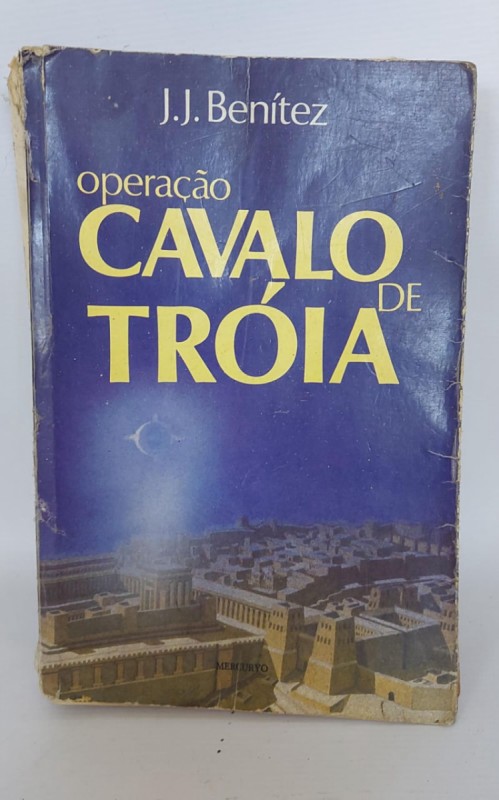 J.J. Benítez
operação
CAVALO
DE
TRÓIA
MERCURYO